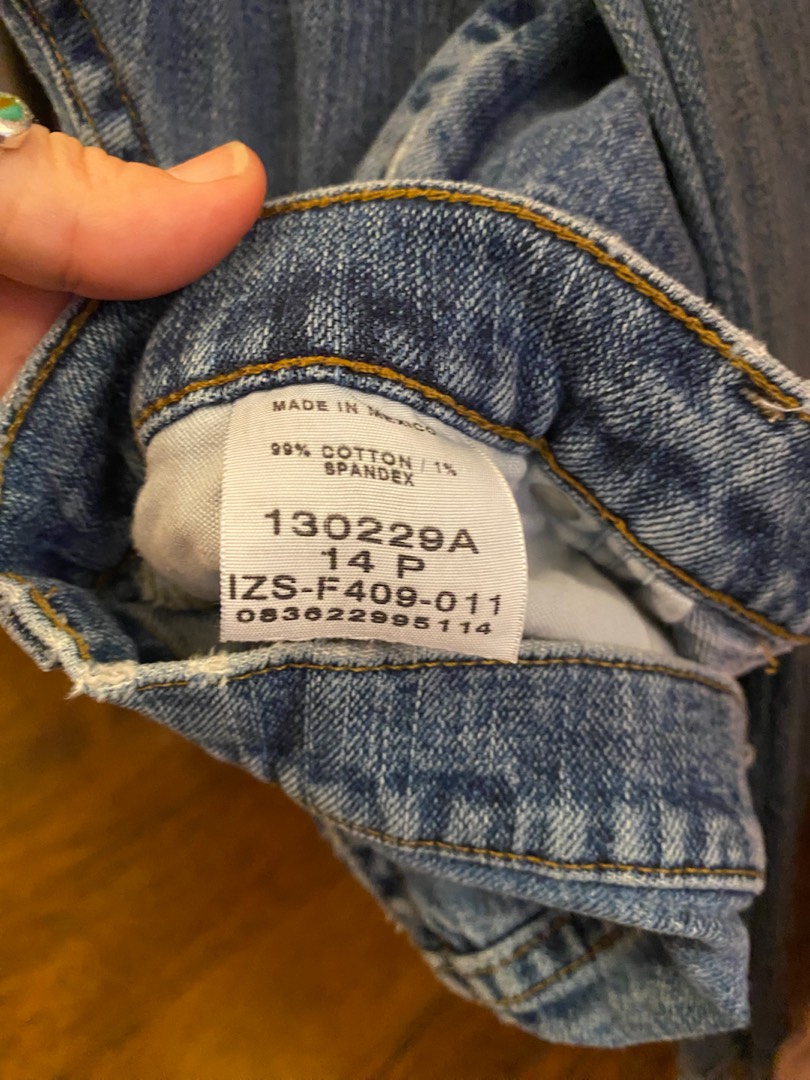 MADE IN MEXICO
99% COTTON / 1%
SPANDEX
130229A
14 P
IZS-F409-011
083622995114